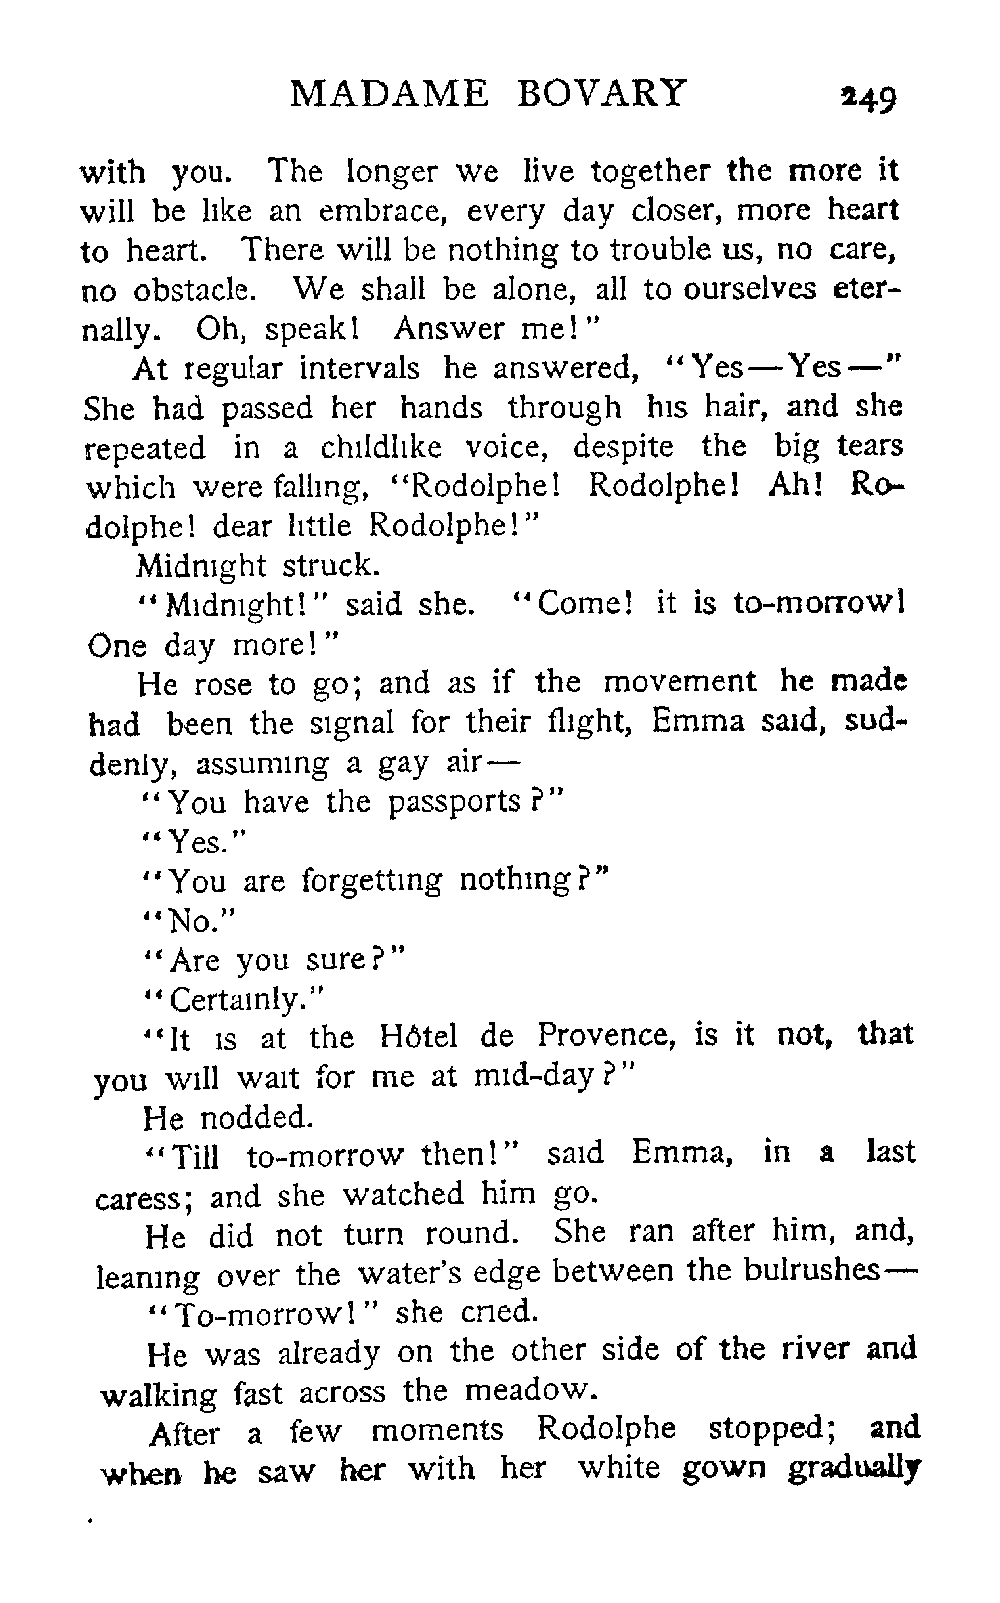 MADAME BOVARY 249
with you. The longer we live together the more it
will be like an embrace, every day closer, more heart
to heart. There will be nothing to trouble us, no care,
no obstacle. We shall be alone, all to ourselves eter-
nally. Oh, speak! Answer me!"
At regular intervals he answered, "Yes—Yes—"
She had passed her hands through his hair, and she
repeated in a childlike voice, despite the big tears
which were falling, "Rodolphe! Rodolphe! Ah! Ro-
dolphe! dear little Rodolphe!"
Midnight struck.
"Midnight!" said she. "Come! it is to-morrow!
One day more!"
He rose to go; and as if the movement he made
had been the signal for their flight, Emma said, sud-
denly, assuming a gay air—
"You have the passports?"
"Yes."
"You are forgetting nothing?"
"No."
"Are you sure?"
"Certainly."
"It is at the Hôtel de Provence, is it not, that
you will wait for me at mid-day?"
He nodded.
"Till to-morrow then!" said Emma, in a last
caress; and she watched him go.
He did not turn round. She ran after him, and,
leaning over the water's edge between the bulrushes—
"To-morrow!" she cried.
He was already on the other side of the river and
walking fast across the meadow.
After a few moments Rodolphe stopped; and
when he saw her with her white gown gradually